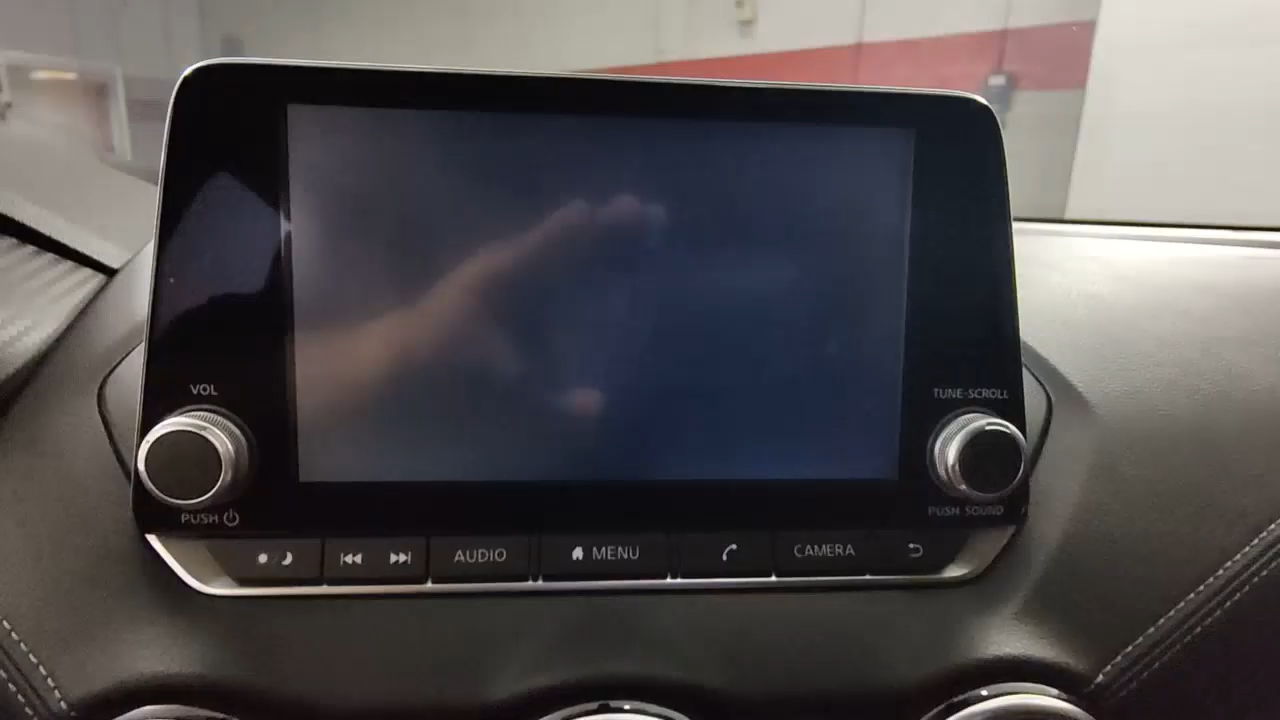 VOL
TUNE·SCROLL
PUSH
PUSH SOUND
AUDIO
MENU
CAMERA